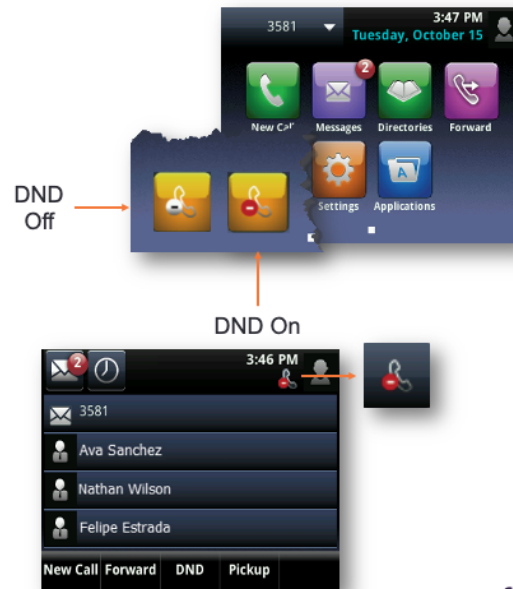 3581
3:47 PM
Tuesday, October 15
2
New Call
Messages
Directories
Forward
A
Settings
Applications
DND
Off
DND On
2
3:46 PM
3581
Ava Sanchez
Nathan Wilson
Felipe Estrada
New Call Forward DND Pickup